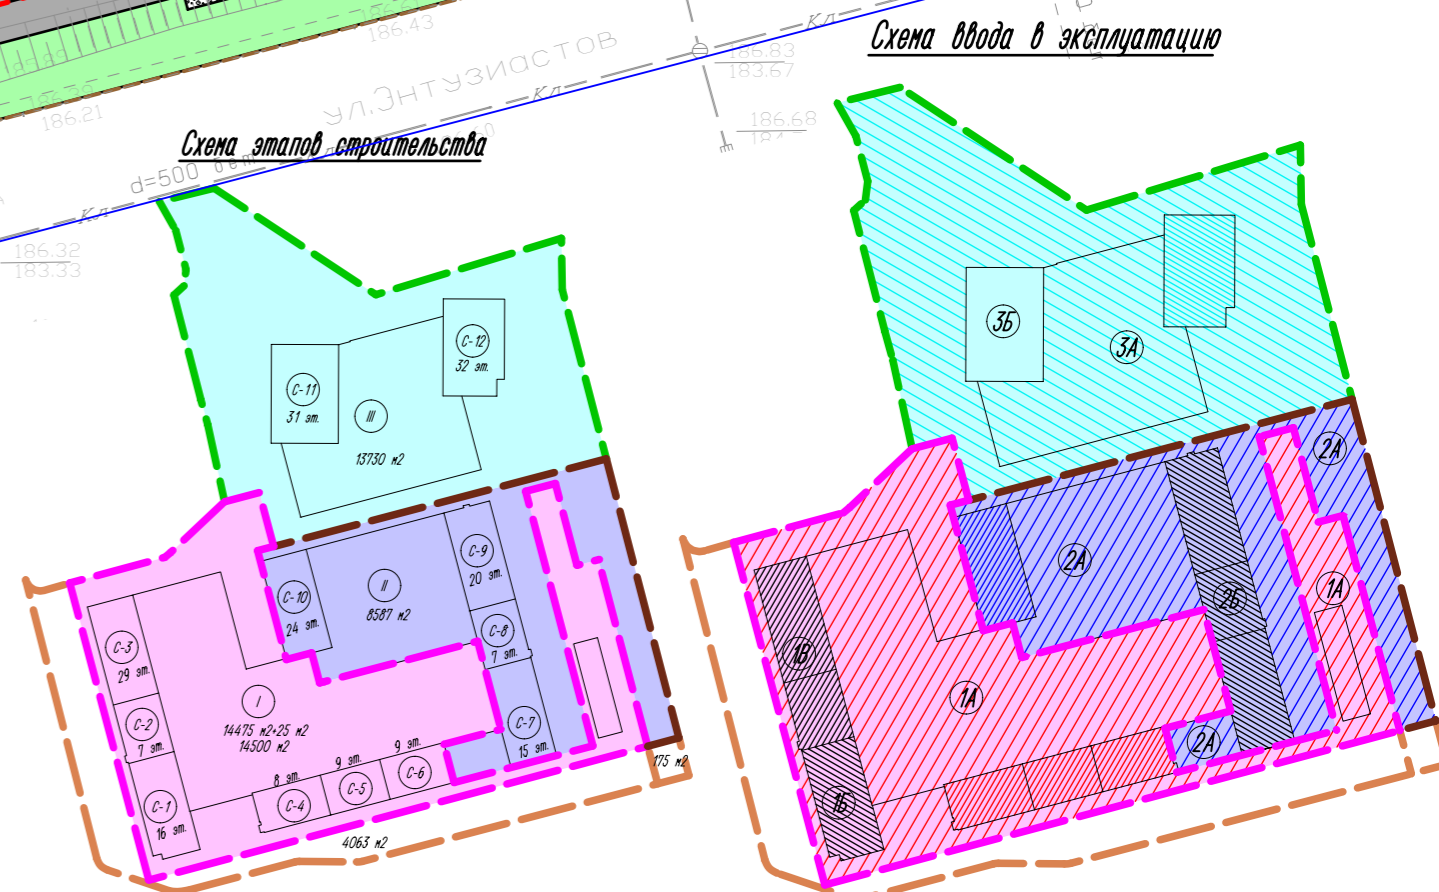 186.43
186.21
186.83
183.67
186.68
ул.Энтузиастов
Кл
Кл
Кл
d=500 бет
186.32
183.33
Схема этапов строительства
С-12
32 эт.
С-11
31 эт.
III
13730 м2
С-9
20 эт.
С-10
24 эт.
II
8587 м2
С-8
7 эт.
С-3
29 эт.
С-2
7 эт.
I
14475 м2+25 м2
14500 м2
С-7
15 эт.
9 эт.
9 эт.
8 эт.
С-6
С-5
С-4
С-1
16 эт.
175 м2
4063 м2
Схема ввода в эксплуатацию
3Б
3А
2А
2А
2Б
1А
1В
1А
2А
1Б